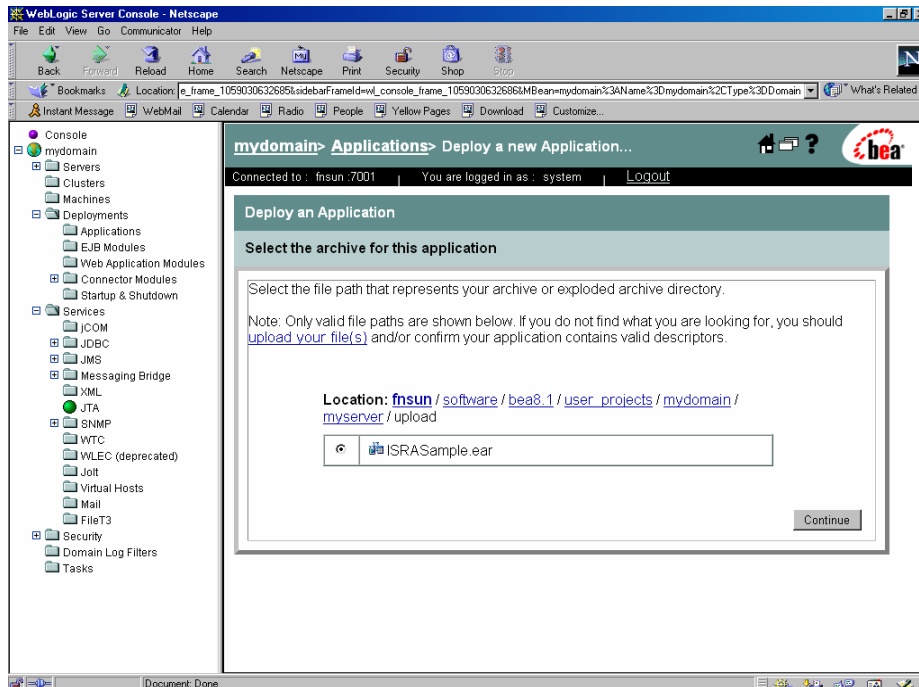 WebLogic Server Console - Netscape
File Edit View Go Communicator Help
Back Forward Reload Home Search Netscape Print Security Shop Stop
Bookmarks Location: e_frame_1059030632685&sidebarFrameId=wl_console_frame_1059030632686&MBean=mydomain%3AName%3Dmydomain%2CType%3DDomain What's Related
Instant Message WebMail Calendar Radio People Yellow Pages Download Customize...
Console
mydomain
Servers
Clusters
Machines
Deployments
Applications
EJB Modules
Web Application Modules
Connector Modules
Startup & Shutdown
Services
jCOM
JDBC
JMS
Messaging Bridge
XML
JTA
SNMP
WTC
WLEC (deprecated)
Jolt
Virtual Hosts
Mail
FileT3
Security
Domain Log Filters
Tasks
mydomain> Applications> Deploy a new Application...
? bea
Connected to : fnsun :7001 You are logged in as : system Logout
Deploy an Application
Select the archive for this application
Select the file path that represents your archive or exploded archive directory.
Note: Only valid file paths are shown below. If you do not find what you are looking for, you should
upload your file(s) and/or confirm your application contains valid descriptors.
Location: fnsun / software / bea8.1 / user_projects / mydomain /
myserver / upload
ISRASample.ear
Continue
Document: Done